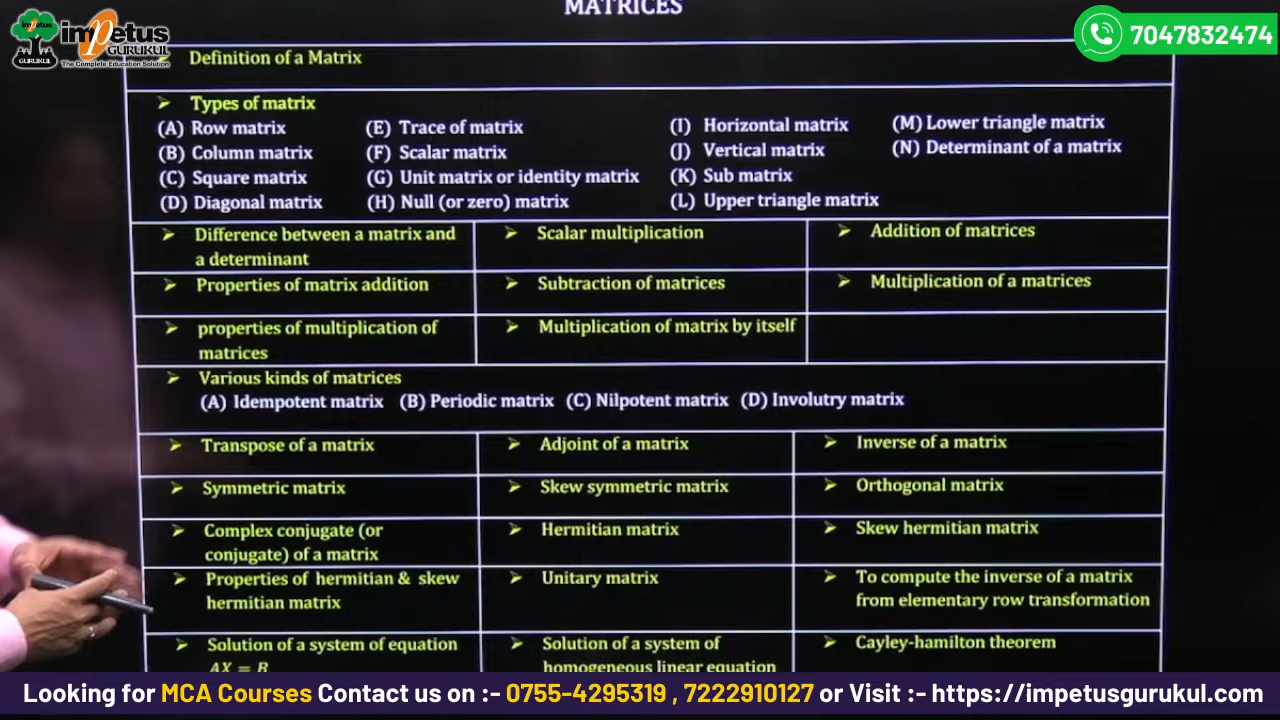 MATRICES
impetus
GURUKUL
impetus
GURUKUL
The Complete Education Solution
7047832474
➢ Definition of a Matrix
➢ Types of matrix
(A) Row matrix (E) Trace of matrix (I) Horizontal matrix (M) Lower triangle matrix
(B) Column matrix (F) Scalar matrix (J) Vertical matrix (N) Determinant of a matrix
(C) Square matrix (G) Unit matrix or identity matrix (K) Sub matrix
(D) Diagonal matrix (H) Null (or zero) matrix (L) Upper triangle matrix
➢ Difference between a matrix and ➢ Scalar multiplication ➢ Addition of matrices
a determinant
➢ Properties of matrix addition ➢ Subtraction of matrices ➢ Multiplication of a matrices
➢ properties of multiplication of ➢ Multiplication of matrix by itself
matrices
➢ Various kinds of matrices
(A) Idempotent matrix (B) Periodic matrix (C) Nilpotent matrix (D) Involutry matrix
➢ Transpose of a matrix ➢ Adjoint of a matrix ➢ Inverse of a matrix
➢ Symmetric matrix ➢ Skew symmetric matrix ➢ Orthogonal matrix
➢ Complex conjugate (or ➢ Hermitian matrix ➢ Skew hermitian matrix
conjugate) of a matrix
➢ Properties of hermitian & skew ➢ Unitary matrix ➢ To compute the inverse of a matrix
hermitian matrix from elementary row transformation
➢ Solution of a system of equation ➢ Solution of a system of ➢ Cayley-hamilton theorem
AX = B homogeneous linear equation
Looking for MCA Courses Contact us on :- 0755-4295319 , 7222910127 or Visit :- https://impetusgurukul.com